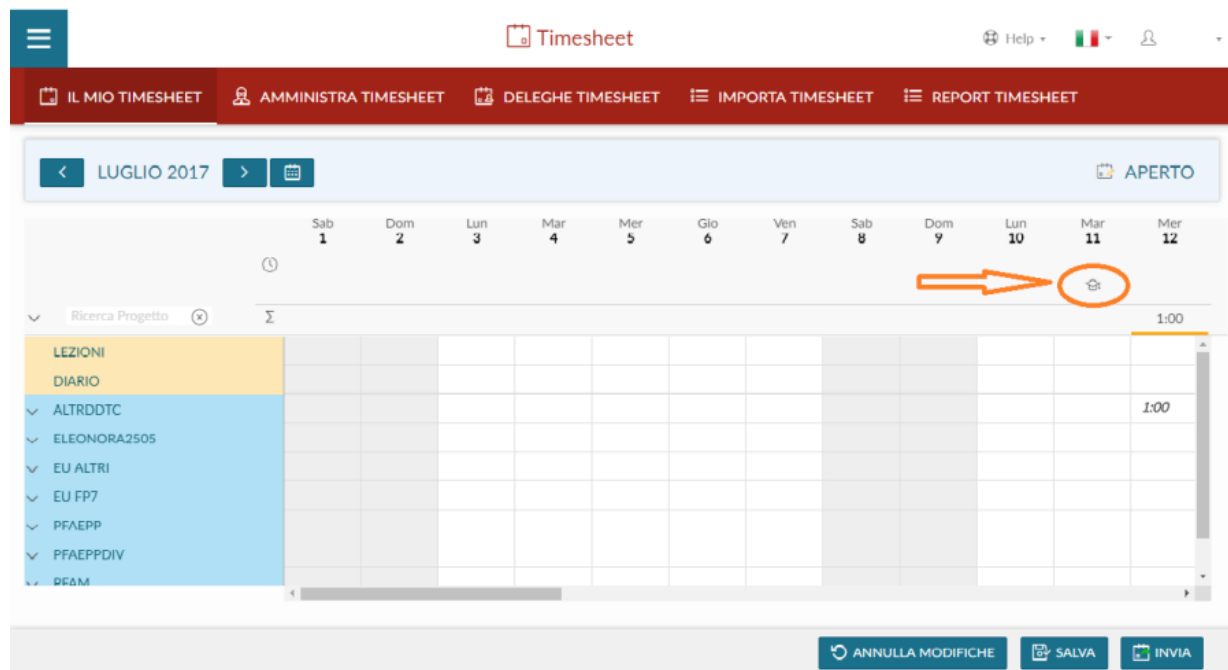 Timesheet
Help
IL MIO TIMESHEET AMMINISTRA TIMESHEET DELEGHE TIMESHEET IMPORTA TIMESHEET REPORT TIMESHEET
LUGLIO 2017 APERTO
Sab Dom Lun Mar Mer Gio Ven Sab Dom Lun Mar Mer
1 2 3 4 5 6 7 8 9 10 11 12
Ricerca Progetto Σ 1:00
LEZIONI
DIARIO
ALTRDDTC 1:00
ELEONORA2505
EU ALTRI
EU FP7
PFAEPP
PFAEPPDIV
PFAM
ANNULLA MODIFICHE SALVA INVIA